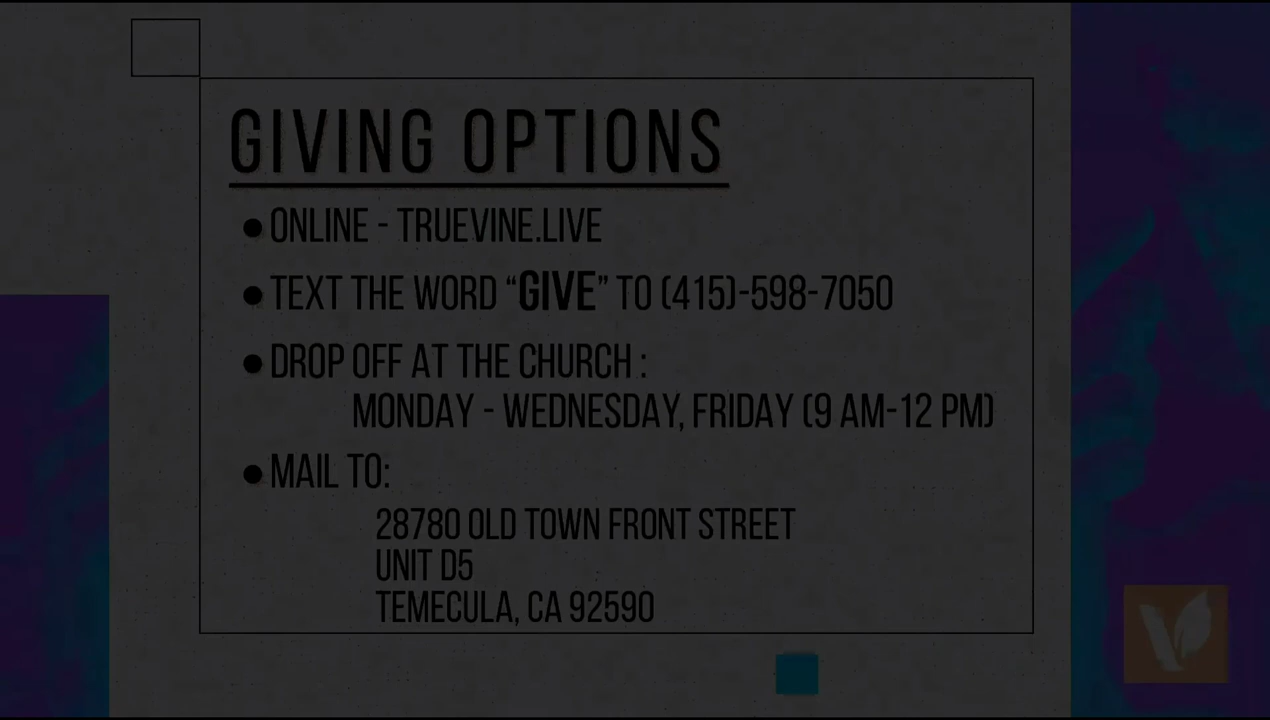 GIVING OPTIONS
● ONLINE - TRUEVINE.LIVE
● TEXT THE WORD “GIVE” TO (415)-598-7050
● DROP OFF AT THE CHURCH :
MONDAY - WEDNESDAY, FRIDAY (9 AM-12 PM)
● MAIL TO:
28780 OLD TOWN FRONT STREET
UNIT D5
TEMECULA, CA 92590